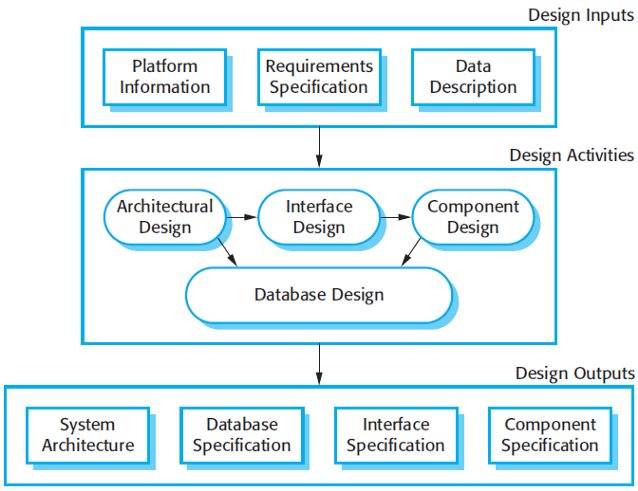 Design Inputs
Platform
Information
Requirements
Specification
Data
Description
Design Activities
Architectural
Design
Interface
Design
Component
Design
Database Design
Design Outputs
System
Architecture
Database
Specification
Interface
Specification
Component
Specification